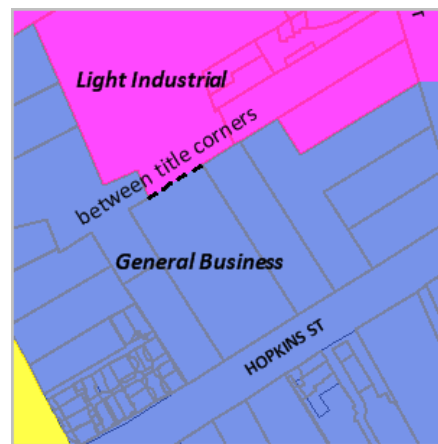 Light Industrial
between title corners
General Business
HOPKINS ST